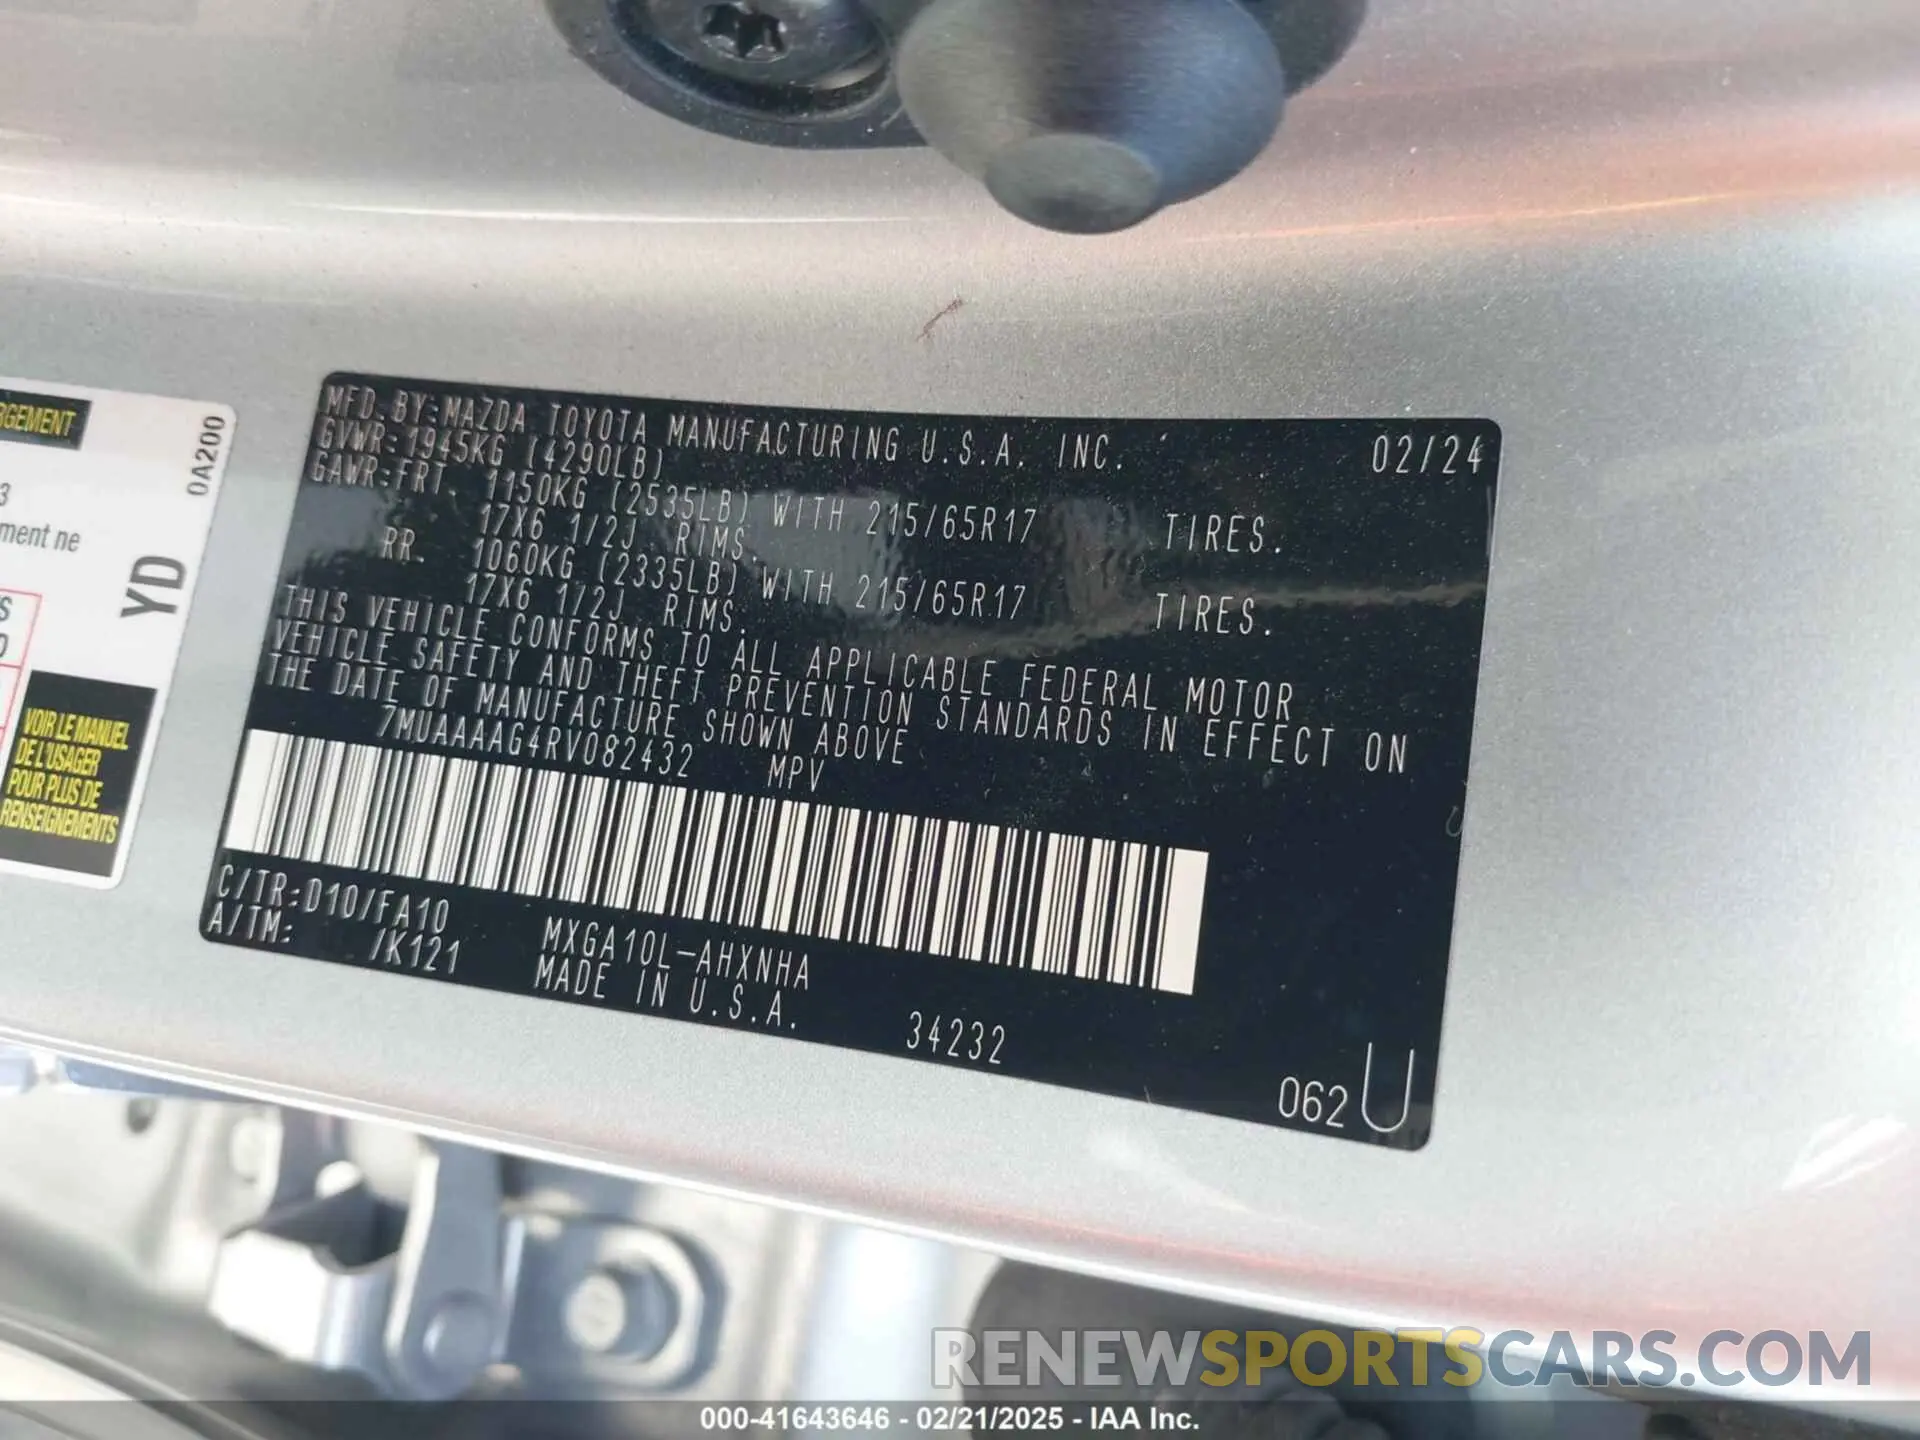 RGEMENT
0A200
3
ment ne
YD
VOIR LE MANUEL
DE L'USAGER
POUR PLUS DE
RENSEIGNEMENTS
MFD. BY: MAZDA TOYOTA MANUFACTURING U.S.A. INC. 02/24
GVWR: 1945KG (4290LB)
GAWR: FRT. 1150KG (2535LB) WITH 215/65R17 TIRES.
17X6 1/2J RIMS.
RR. 1060KG (2335LB) WITH 215/65R17 TIRES.
17X6 1/2J RIMS.
THIS VEHICLE CONFORMS TO ALL APPLICABLE FEDERAL MOTOR
VEHICLE SAFETY AND THEFT PREVENTION STANDARDS IN EFFECT ON
THE DATE OF MANUFACTURE SHOWN ABOVE
7MUAAAAG4RV082432 MPV
C/TR: D10/FA10
A/TM: /K121
MXGA10L-AHXNHA
MADE IN U.S.A.
34232
062 U
RENEWSPORTSCARS.COM
000-41643646 - 02/21/2025 - IAA Inc.